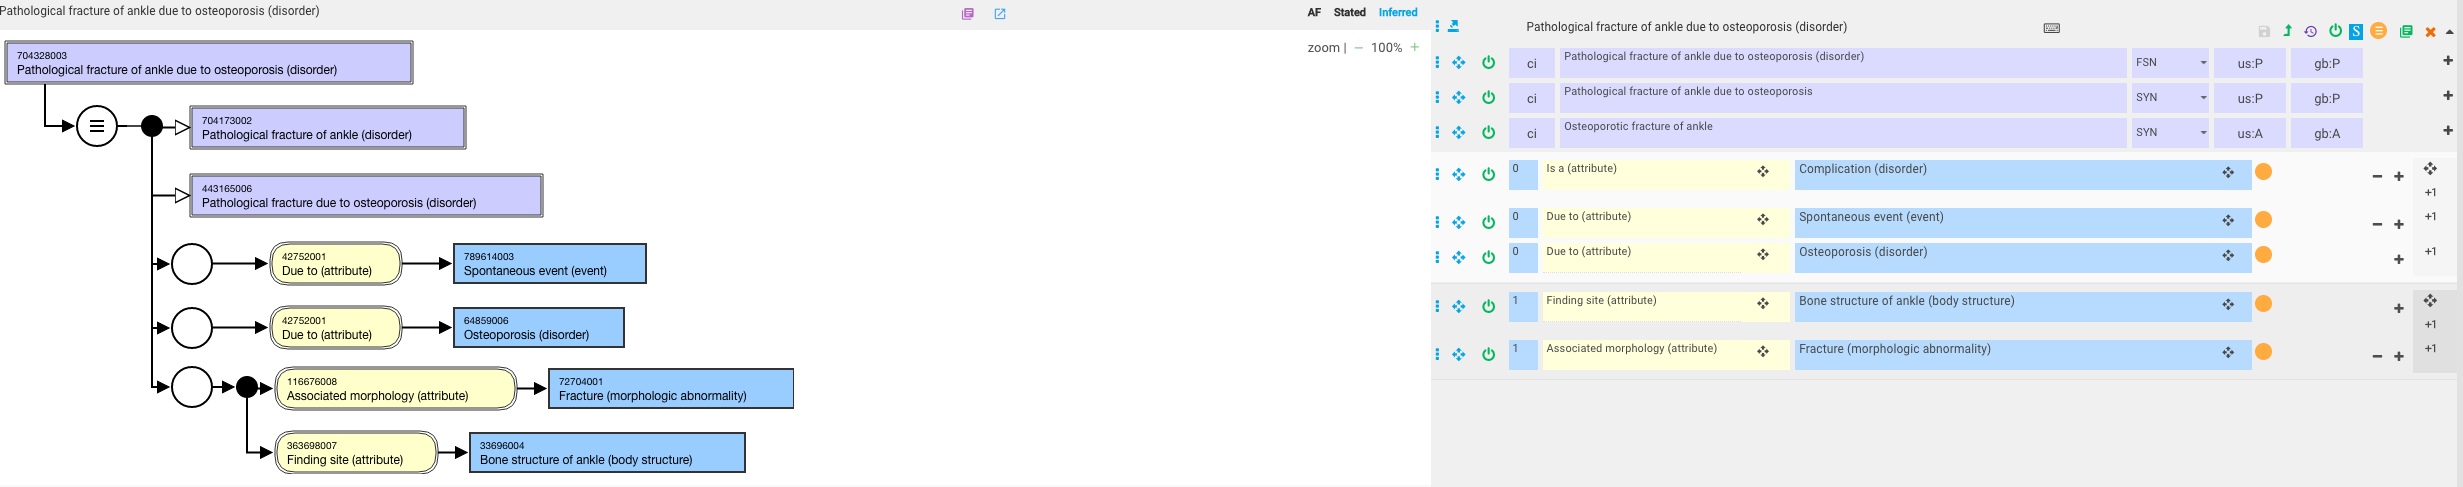 Pathological fracture of ankle due to osteoporosis (disorder)
AF Stated Inferred
zoom | − 100% +
704328003
Pathological fracture of ankle due to osteoporosis (disorder)
704173002
Pathological fracture of ankle (disorder)
443165006
Pathological fracture due to osteoporosis (disorder)
42752001
Due to (attribute)
789614003
Spontaneous event (event)
42752001
Due to (attribute)
64859006
Osteoporosis (disorder)
116676008
Associated morphology (attribute)
72704001
Fracture (morphologic abnormality)
363698007
Finding site (attribute)
33696004
Bone structure of ankle (body structure)
Pathological fracture of ankle due to osteoporosis (disorder)
S
ci Pathological fracture of ankle due to osteoporosis (disorder) FSN us:P gb:P
ci Pathological fracture of ankle due to osteoporosis SYN us:P gb:P
ci Osteoporotic fracture of ankle SYN us:A gb:A
0 Is a (attribute) Complication (disorder)
+1
0 Due to (attribute) Spontaneous event (event) +1
0 Due to (attribute) Osteoporosis (disorder) +1
1 Finding site (attribute) Bone structure of ankle (body structure)
+1
1 Associated morphology (attribute) Fracture (morphologic abnormality) +1